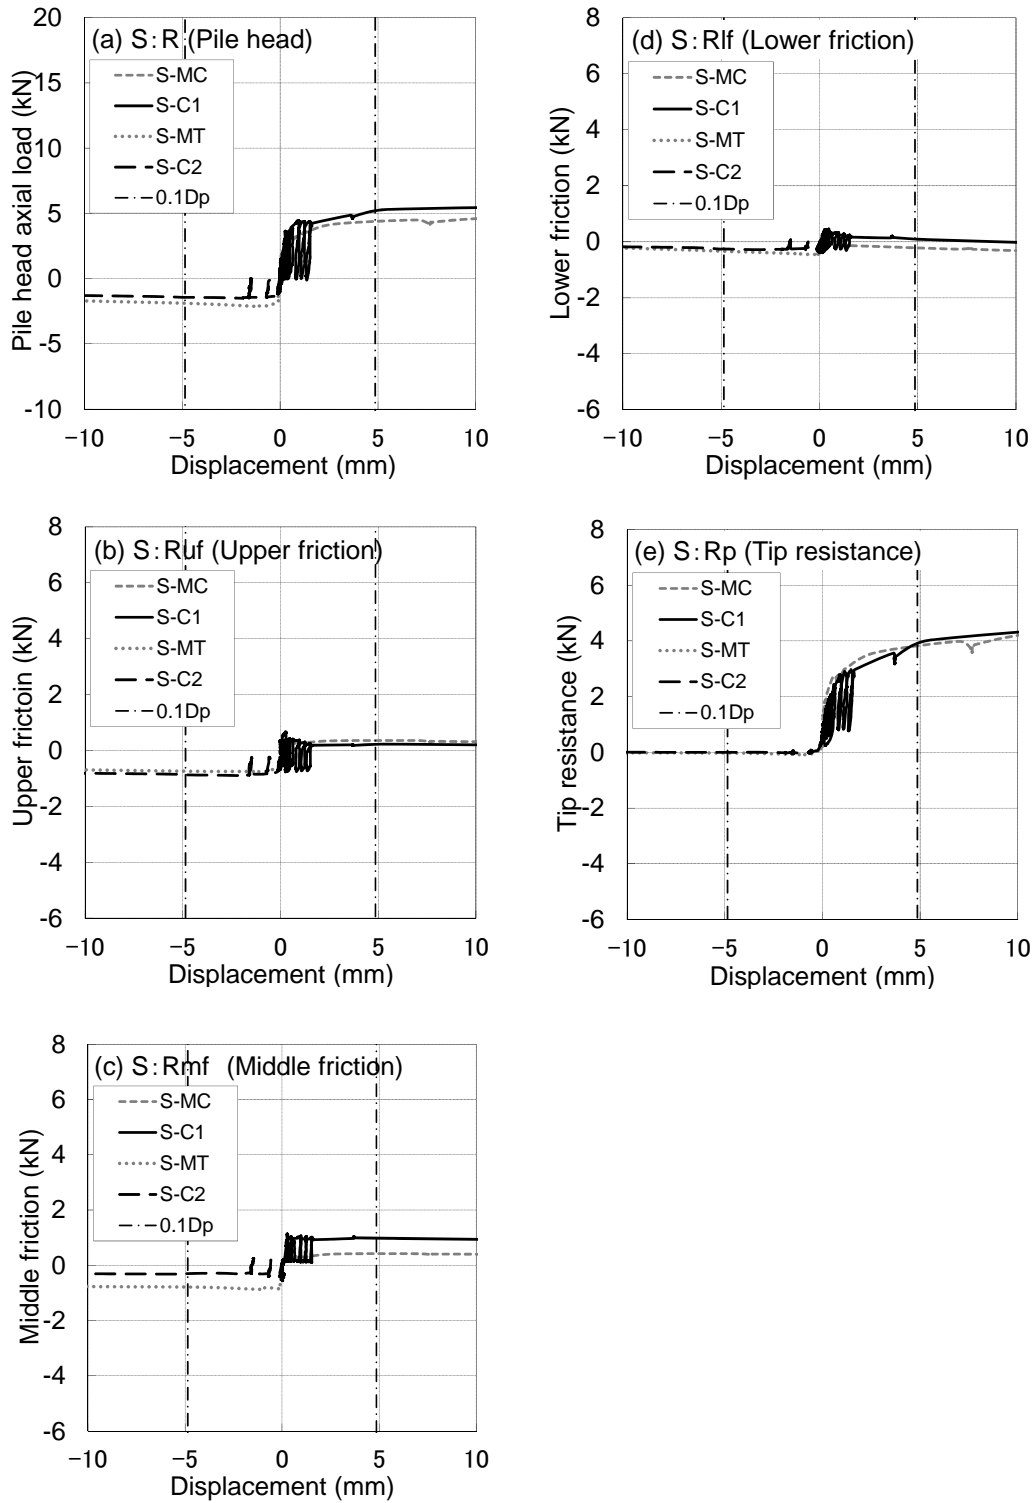 (a) S:R (Pile head)
S-MC
S-C1
S-MT
S-C2
0.1Dp
20
15
10
5
0
-5
-10
Pile head axial load (kN)
−10 −5 0 5 10
Displacement (mm)
(d) S:Rlf (Lower friction)
S-MC
S-C1
S-MT
S-C2
0.1Dp
8
6
4
2
0
-2
-4
-6
Lower friction (kN)
−10 −5 0 5 10
Displacement (mm)
(b) S:Ruf (Upper friction)
S-MC
S-C1
S-MT
S-C2
0.1Dp
8
6
4
2
0
-2
-4
-6
Upper frictoin (kN)
−10 −5 0 5 10
Displacement (mm)
(e) S:Rp (Tip resistance)
S-MC
S-C1
S-MT
S-C2
0.1Dp
8
6
4
2
0
-2
-4
-6
Tip resistance (kN)
−10 −5 0 5 10
Displacement (mm)
(c) S:Rmf (Middle friction)
S-MC
S-C1
S-MT
S-C2
0.1Dp
8
6
4
2
0
-2
-4
-6
Middle friction (kN)
−10 −5 0 5 10
Displacement (mm)